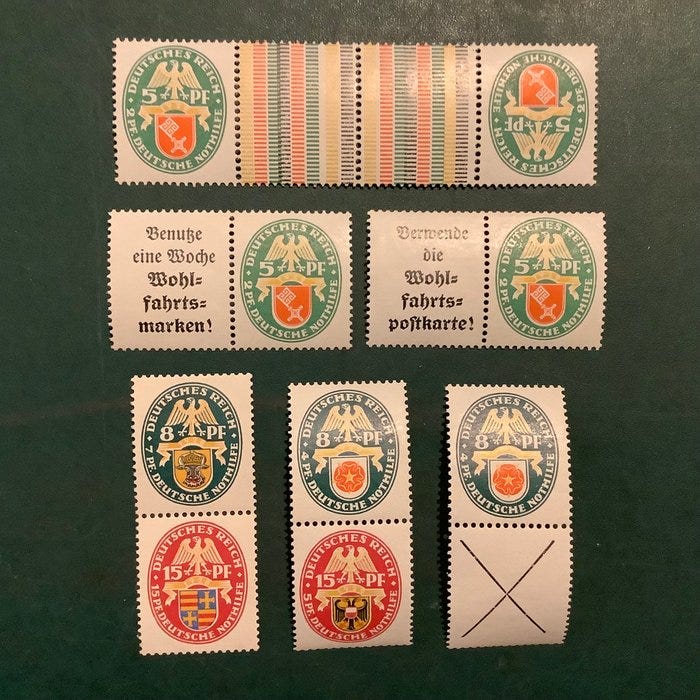 DEUTSCHES REICH
5 PF
2 PF. DEUTSCHE NOTHILFE
DEUTSCHES REICH
5 PF
2 PF. DEUTSCHE NOTHILFE
Benutze
eine Woche
Wohl-
fahrts-
marken!
DEUTSCHES REICH
5 PF
2 PF. DEUTSCHE NOTHILFE
Verwende
die
Wohl-
fahrts-
postkarte!
DEUTSCHES REICH
5 PF
2 PF. DEUTSCHE NOTHILFE
DEUTSCHES REICH
8 PF
7 PF. DEUTSCHE NOTHILFE
DEUTSCHES REICH
15 PF
15 PF. DEUTSCHE NOTHILFE
DEUTSCHES REICH
8 PF
4 PF. DEUTSCHE NOTHILFE
DEUTSCHES REICH
15 PF
5 PF. DEUTSCHE NOTHILFE
DEUTSCHES REICH
8 PF
4 PF. DEUTSCHE NOTHILFE